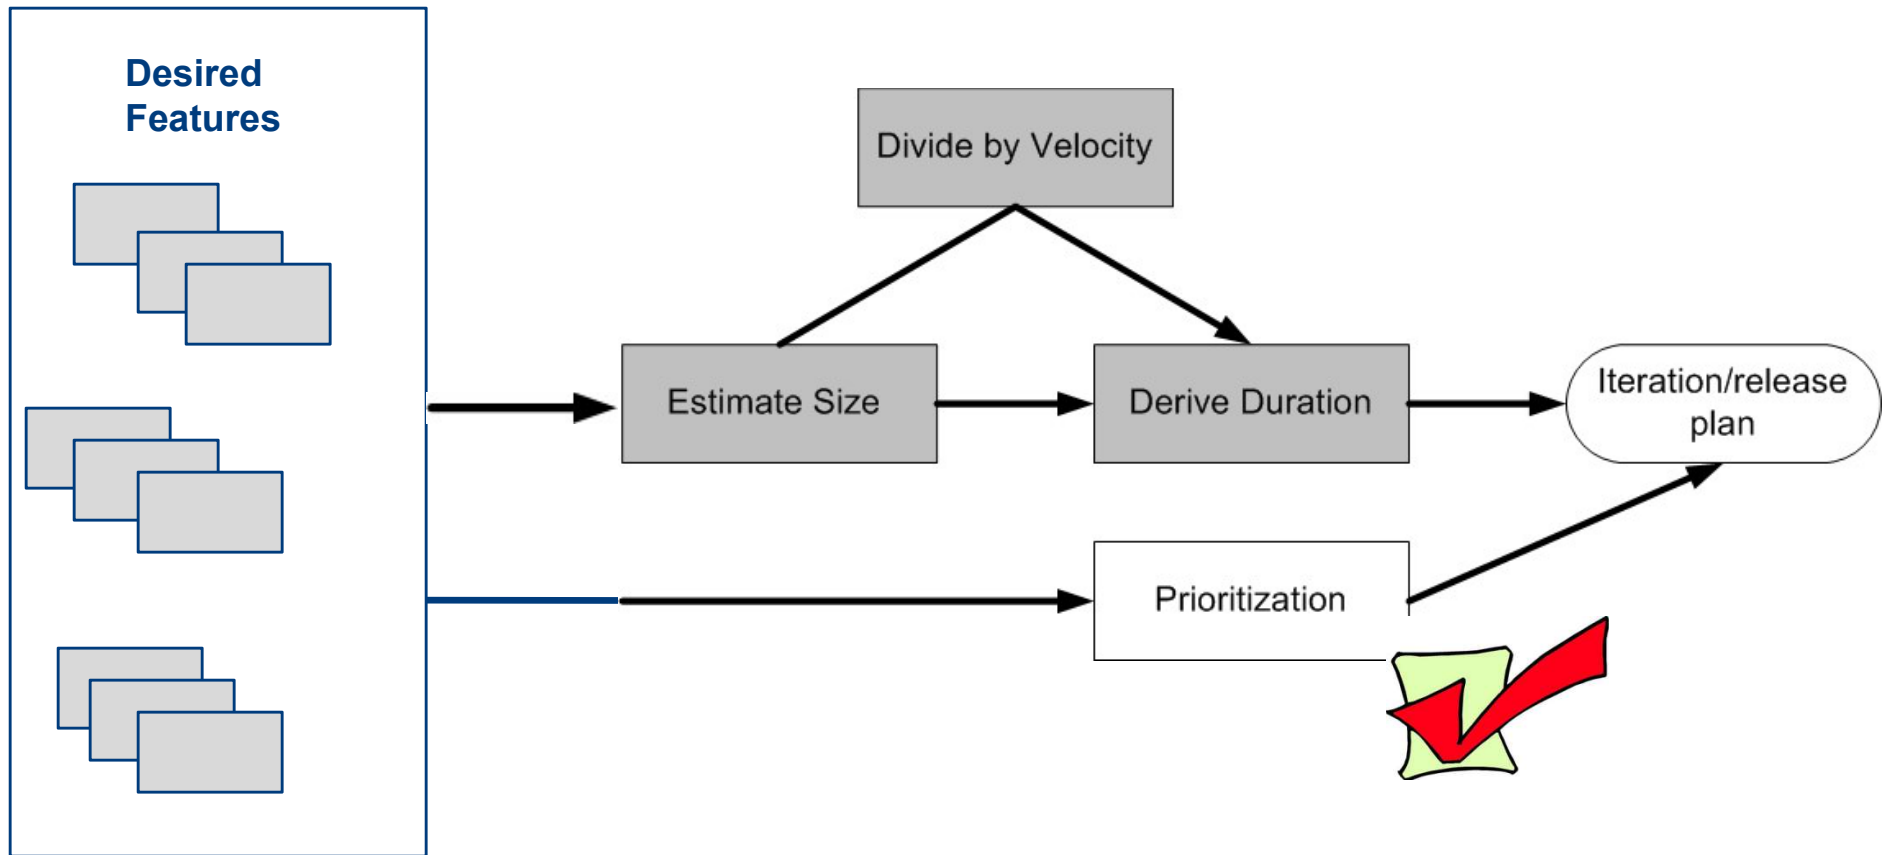 Desired
Features
Divide by Velocity
Estimate Size
Derive Duration
Iteration/release
plan
Prioritization